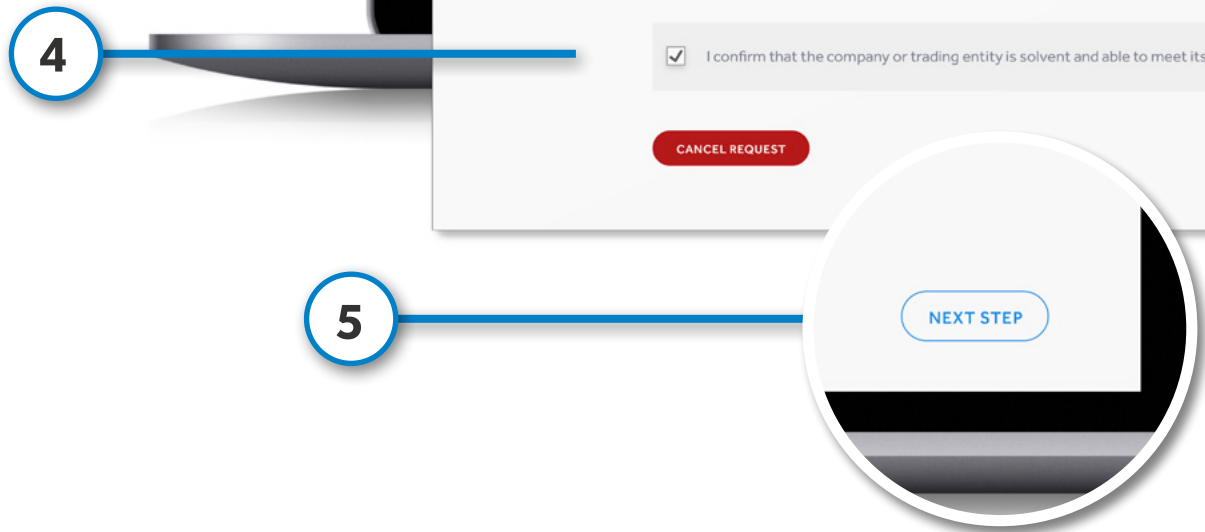 4
I confirm that the company or trading entity is solvent and able to meet its
CANCEL REQUEST
5
NEXT STEP